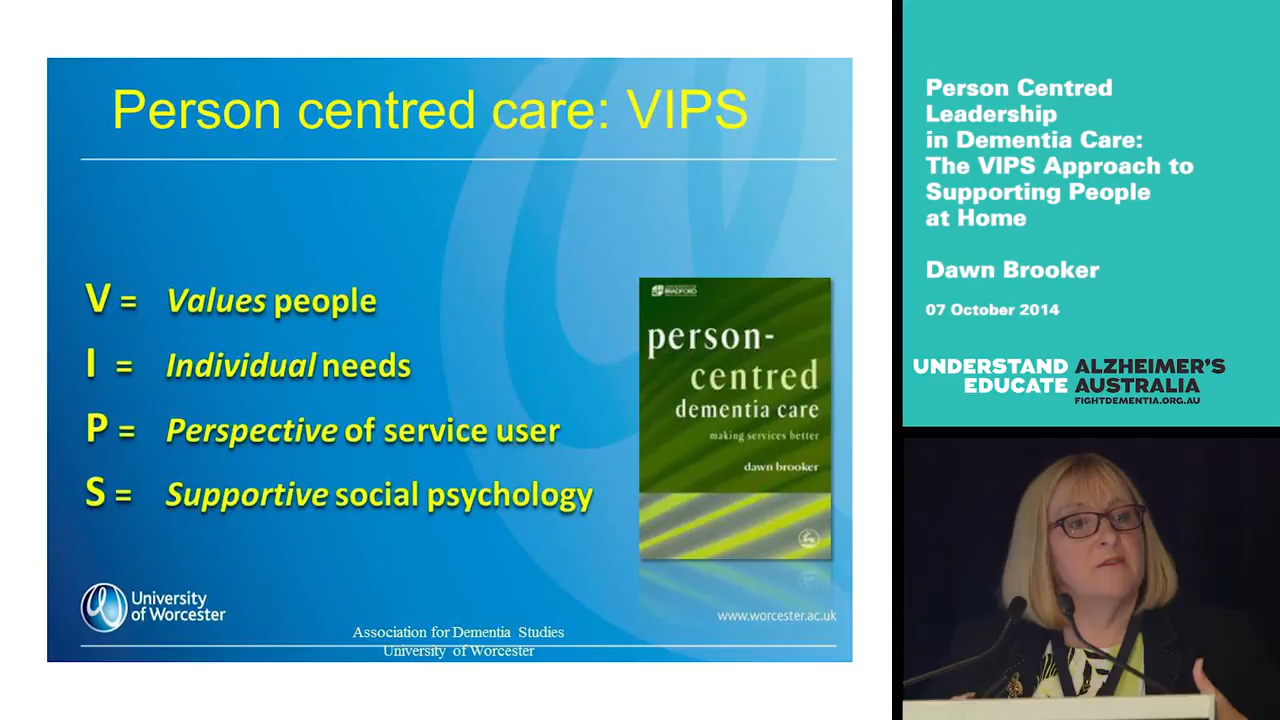 Person centred care: VIPS
V = Values people
I = Individual needs
P = Perspective of service user
S = Supportive social psychology
person-
centred
dementia care
making services better
dawn brooker
University
of Worcester
www.worcester.ac.uk
Association for Dementia Studies
University of Worcester
Person Centred
Leadership
in Dementia Care:
The VIPS Approach to
Supporting People
at Home
Dawn Brooker
07 October 2014
UNDERSTAND ALZHEIMER'S
EDUCATE AUSTRALIA
FIGHTDEMENTIA.ORG.AU